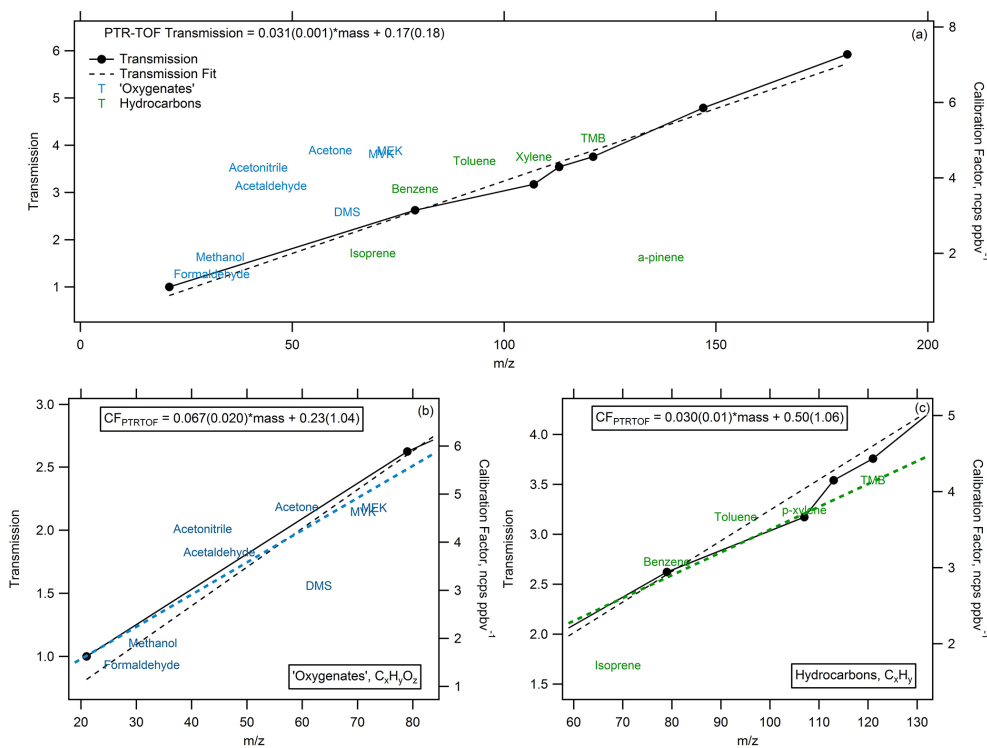 PTR-TOF Transmission = 0.031(0.001)*mass + 0.17(0.18)
(a)
Transmission
Transmission Fit
T 'Oxygenates'
T Hydrocarbons
Acetonitrile
Acetaldehyde
Acetone
MVK
MEK
DMS
Methanol
Formaldehyde
Benzene
Toluene
Xylene
TMB
Isoprene
a-pinene
Transmission
6
5
4
3
2
1
Calibration Factor, ncps ppbv⁻¹
8
6
4
2
0
50
100
150
200
m/z
CF_PTRTOF = 0.067(0.020)*mass + 0.23(1.04)
(b)
Acetonitrile
Acetaldehyde
Acetone
MVK
MEK
DMS
Methanol
Formaldehyde
'Oxygenates', CxHyOz
Transmission
3.0
2.5
2.0
1.5
1.0
Calibration Factor, ncps ppbv⁻¹
6
5
4
3
2
1
20
30
40
50
60
70
80
m/z
CF_PTRTOF = 0.030(0.01)*mass + 0.50(1.06)
(c)
TMB
p-xylene
Toluene
Benzene
Isoprene
Hydrocarbons, CxHy
Transmission
4.0
3.5
3.0
2.5
2.0
1.5
Calibration Factor, ncps ppbv⁻¹
5
4
3
2
60
70
80
90
100
110
120
130
m/z